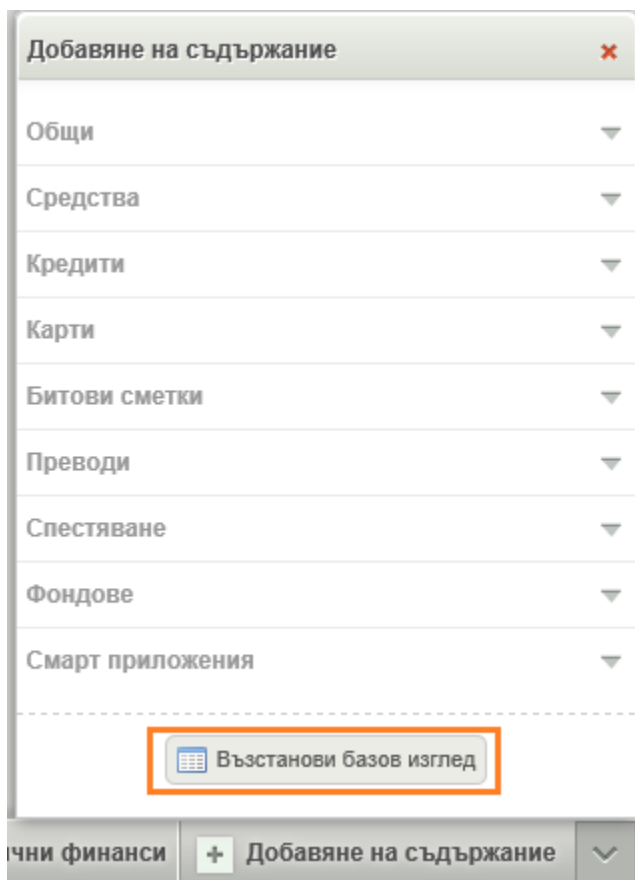 Добавяне на съдържание
Общи
Средства
Кредити
Карти
Битови сметки
Преводи
Спестяване
Фондове
Смарт приложения
Възстанови базов изглед
чни финанси
Добавяне на съдържание